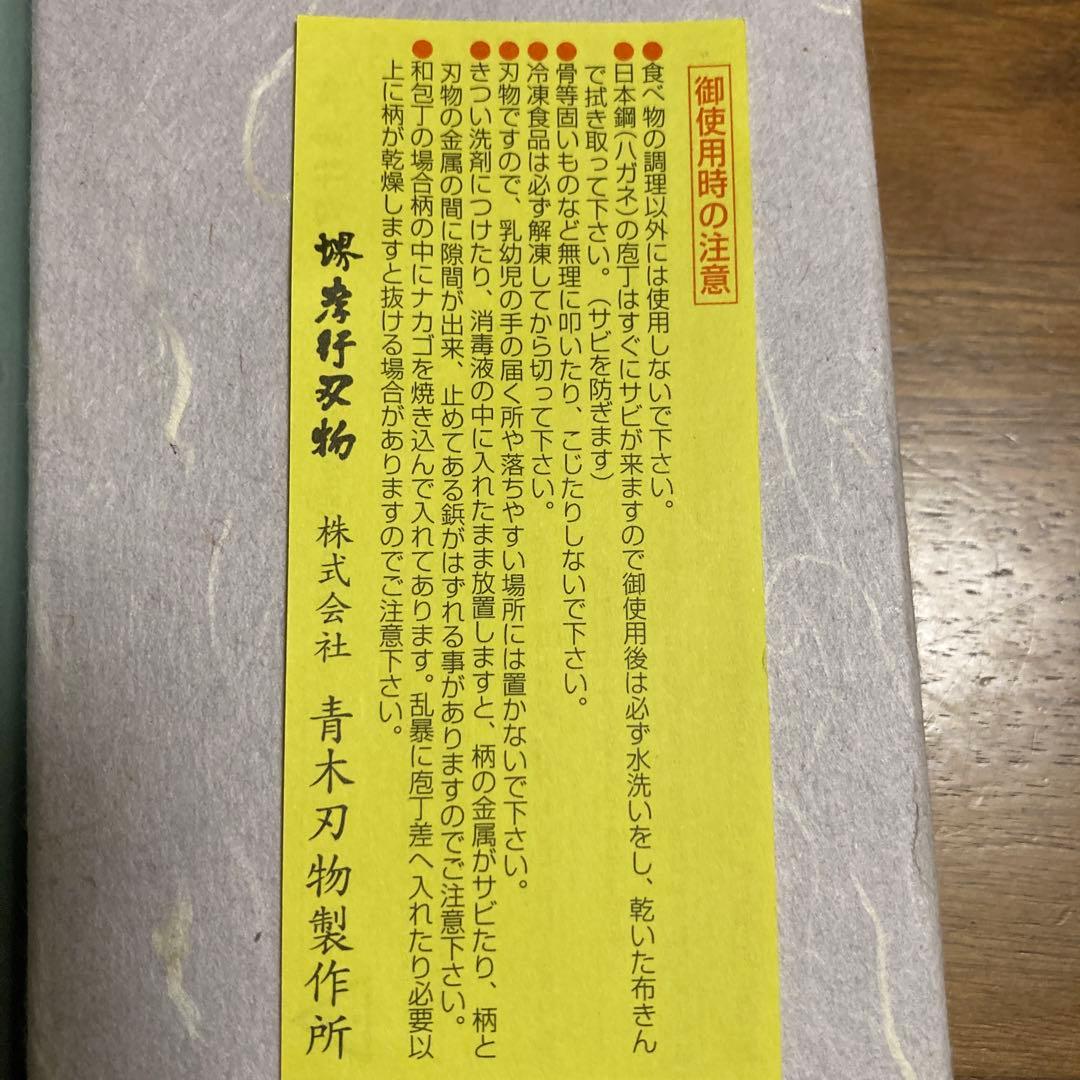 御使用時の注意
●食べ物の調理以外には使用しないで下さい。
●日本鋼(ハガネ)の庖丁はすぐにサビが来ますので御使用後は必ず水洗いをし、乾いた布きん
で拭き取って下さい。(サビを防ぎます)
●骨等固いものなど無理に叩いたり、こじたりしないで下さい。
●冷凍食品は必ず解凍してから切って下さい。
●刃物ですので、乳幼児の手の届く所や落ちやすい場所には置かないで下さい。
●きつい洗剤につけたり、消毒液の中に入れたまま放置しますと、柄の金属がサビたり、柄と
刃物の金属の間に隙間が出来、止めてある鋲がはずれる事がありますのでご注意下さい。
●和包丁の場合柄の中にナカゴを焼き込んで入れてあります。乱暴に庖丁差へ入れたり必要以
上に柄が乾燥しますと抜ける場合がありますのでご注意下さい。
堺孝行刃物 株式会社 青木刃物製作所